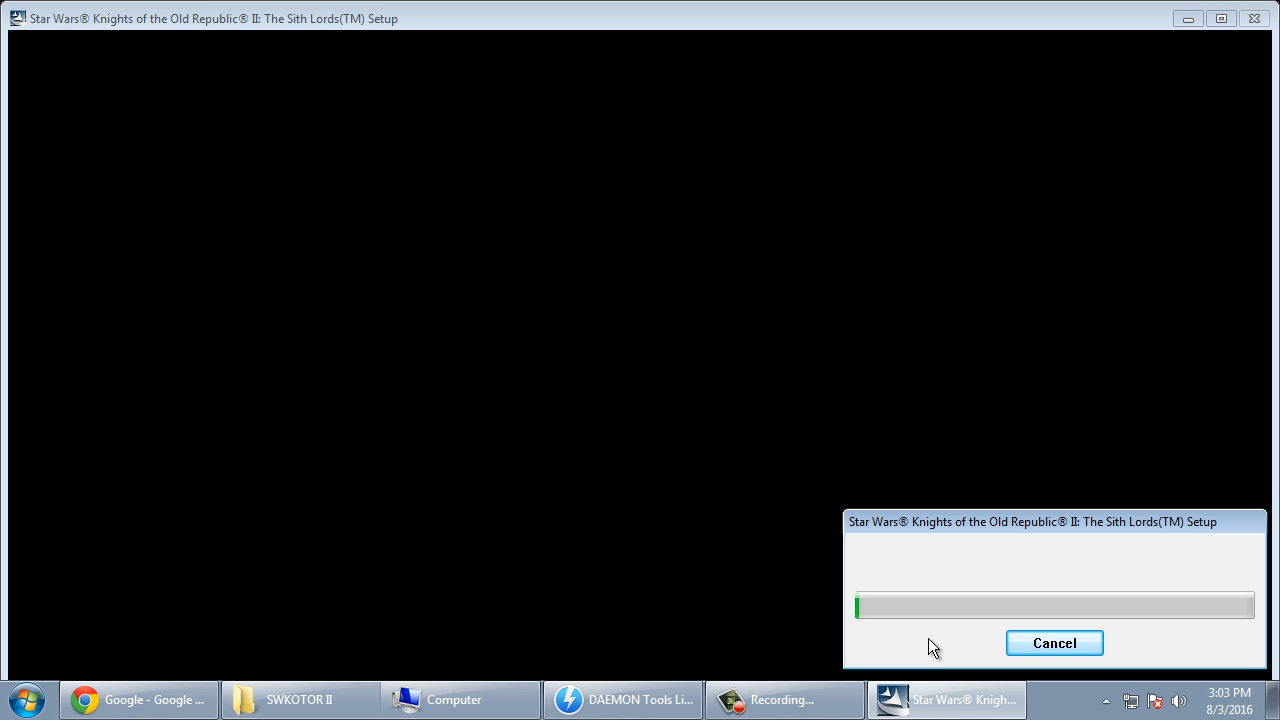 Star Wars® Knights of the Old Republic® II: The Sith Lords(TM) Setup
Star Wars® Knights of the Old Republic® II: The Sith Lords(TM) Setup
Cancel
Google - Google ...
SWKOTOR II
Computer
DAEMON Tools Li...
Recording...
Star Wars® Knigh...
3:03 PM
8/3/2016